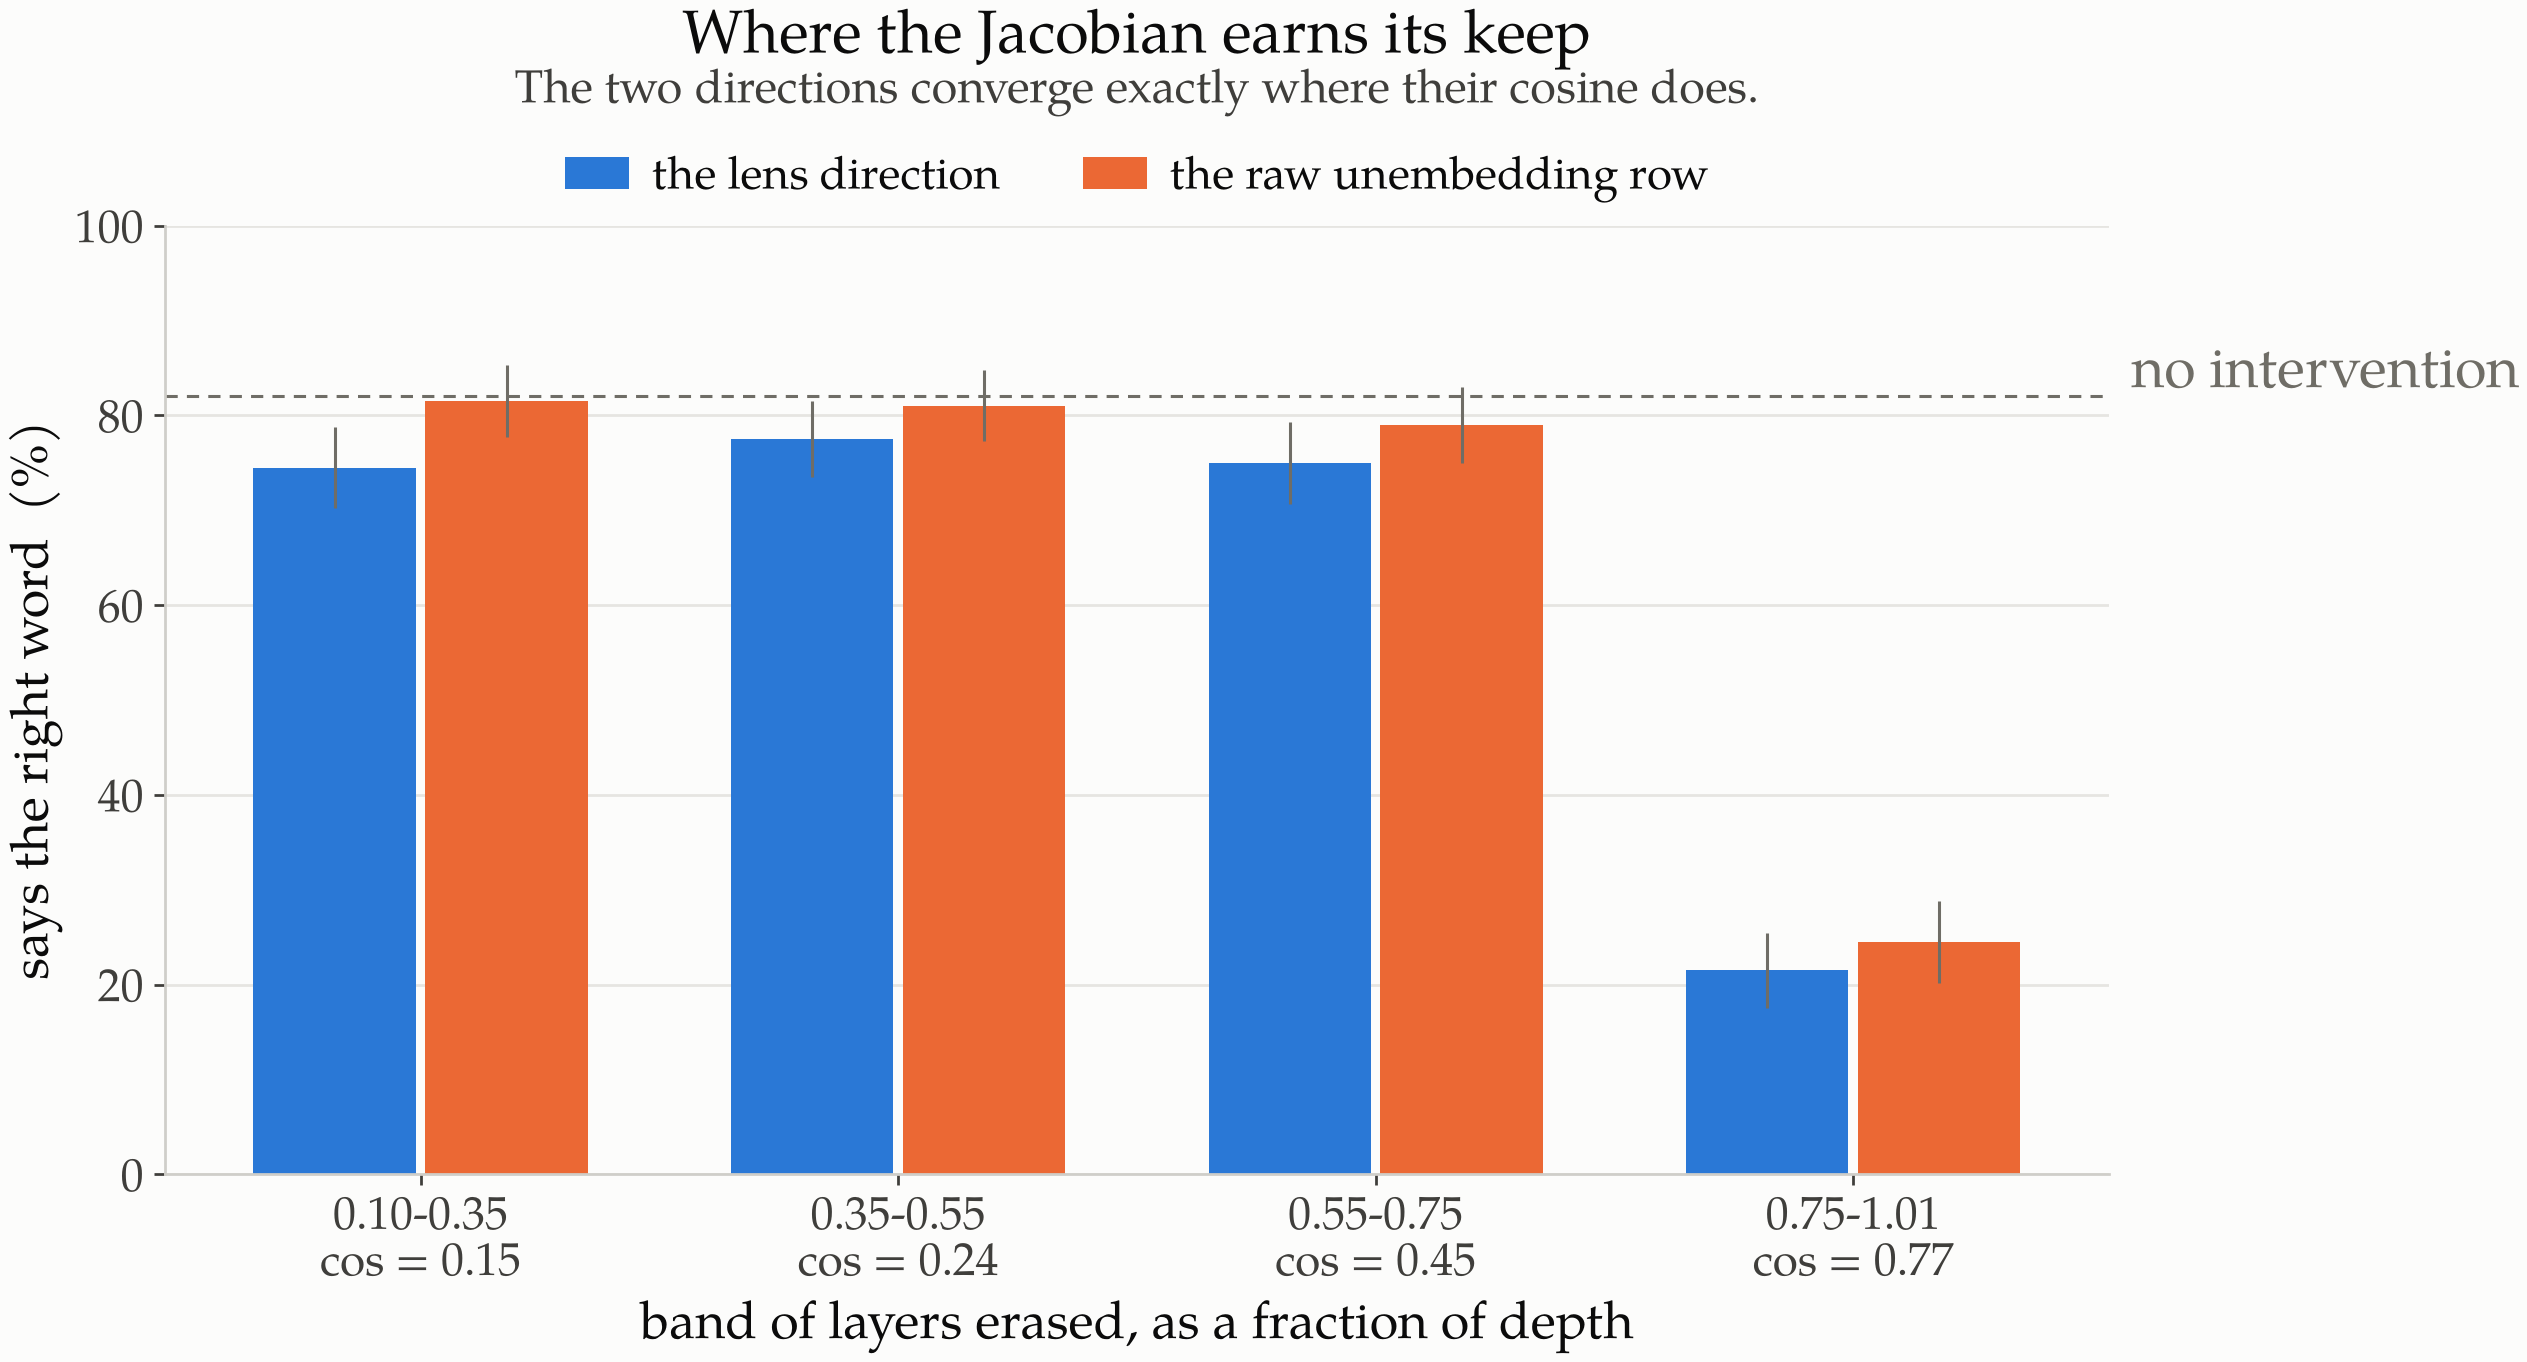 Where the Jacobian earns its keep
The two directions converge exactly where their cosine does.
the lens direction
the raw unembedding row
100
80
60
40
20
0
says the right word (%)
no intervention
0.10-0.35
cos = 0.15
0.35-0.55
cos = 0.24
0.55-0.75
cos = 0.45
0.75-1.01
cos = 0.77
band of layers erased, as a fraction of depth